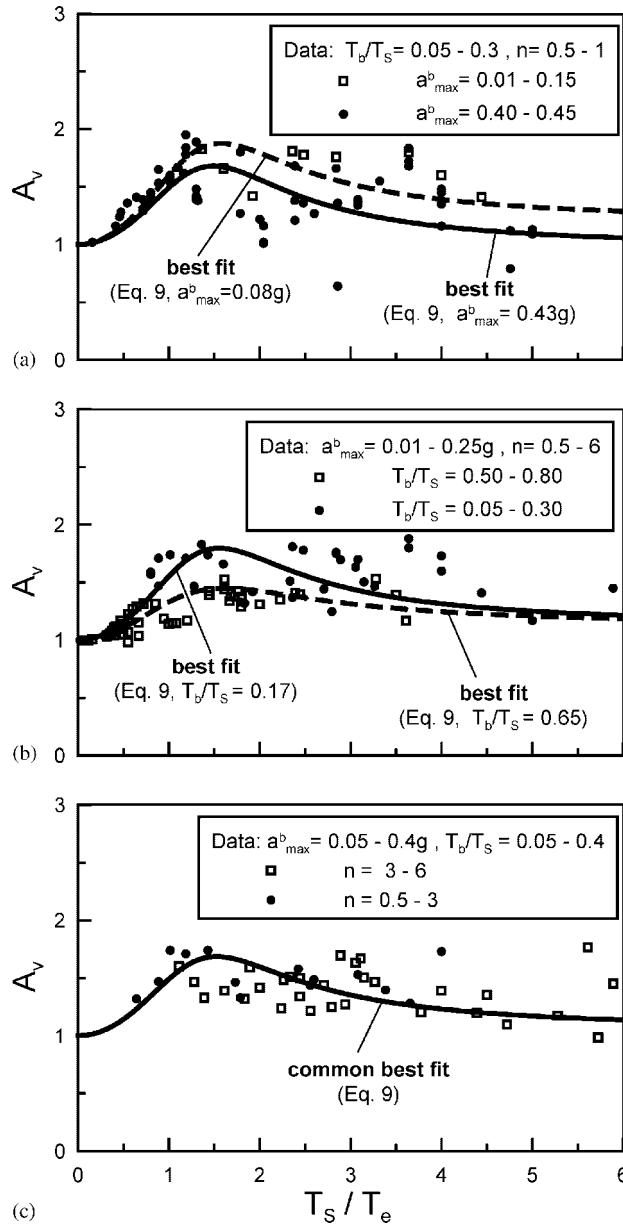 3
Data: T_b/T_S= 0.05 - 0.3 , n= 0.5 - 1
a^b_max= 0.01 - 0.15
a^b_max= 0.40 - 0.45
2
A_v
1
best fit
(Eq. 9, a^b_max=0.08g)
best fit
(Eq. 9, a^b_max= 0.43g)
0
(a)
3
Data: a^b_max= 0.01 - 0.25g , n= 0.5 - 6
T_b/T_S = 0.50 - 0.80
T_b/T_S = 0.05 - 0.30
2
A_v
1
best fit
(Eq. 9, T_b/T_S = 0.17)
best fit
(Eq. 9, T_b/T_S = 0.65)
0
(b)
3
Data: a^b_max= 0.05 - 0.4g , T_b/T_S = 0.05 - 0.4
n = 3 - 6
n = 0.5 - 3
2
A_v
1
common best fit
(Eq. 9)
0
0 1 2 3 4 5 6
(c)
T_S / T_e